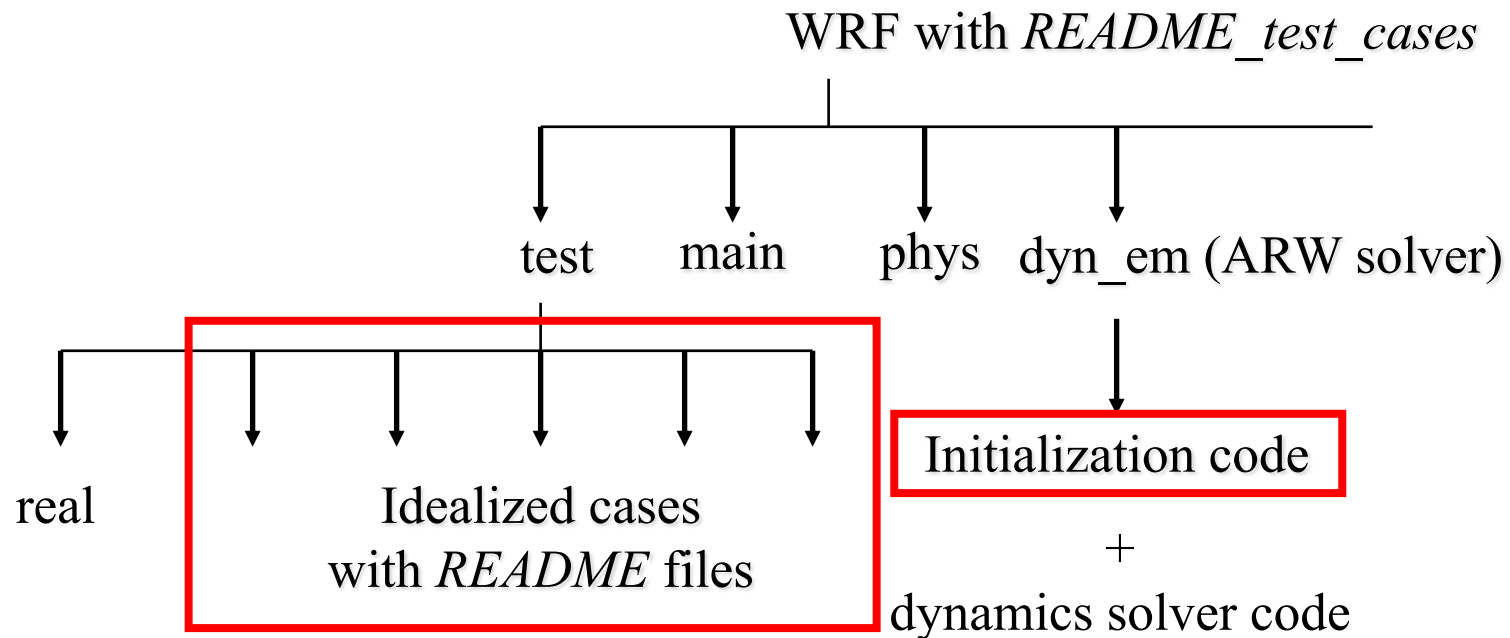 WRF with README_test_cases
test
main
phys
dyn_em (ARW solver)
real
Idealized cases
with README files
Initialization code
+
dynamics solver code